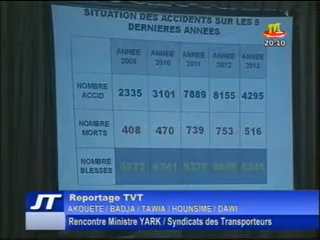 SITUATION DES ACCIDENTS SUR LES 5
DERNIERES ANNEES
20:10
ANNEE 2009 ANNEE 2010 ANNEE 2011 ANNEE 2012 ANNEE 2013
NOMBRE ACCID 2335 3101 7889 8155 4295
NOMBRE MORTS 408 470 739 753 516
NOMBRE BLESSES
JT Reportage TVT
AKOUETE / BADJA / TAWIA / HOUNSIME / DAWI
Rencontre Ministre YARK / Syndicats des Transporteurs